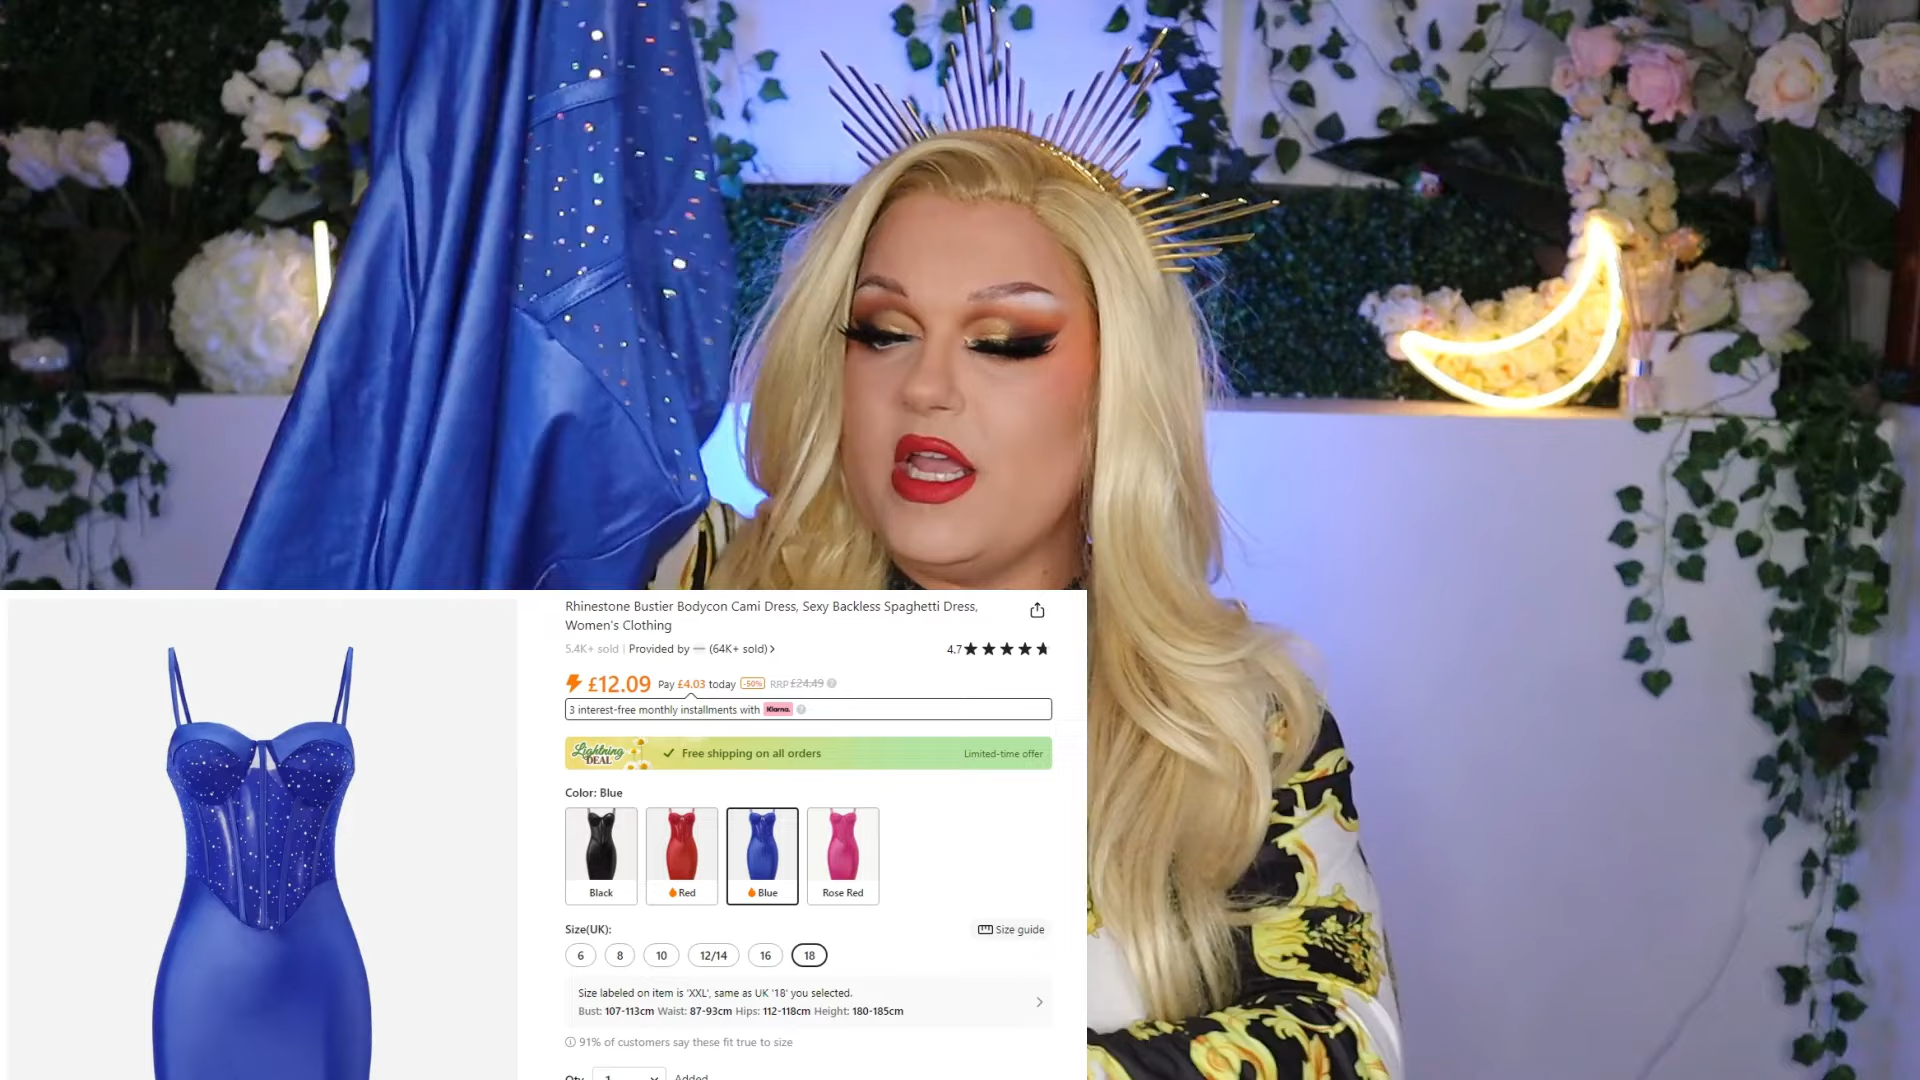 Rhinestone Bustier Bodycon Cami Dress, Sexy Backless Spaghetti Dress,
Women's Clothing
5.4K+ sold | Provided by (64K+ sold) >
4.7
£12.09 Pay £4.03 today -50% RRP £24.49
3 interest-free monthly installments with Klarna.
Lightning DEAL ✓ Free shipping on all orders Limited-time offer
Color: Blue
Black Red Blue Rose Red
Size(UK): Size guide
6 8 10 12/14 16 18
Size labeled on item is 'XXL', same as UK '18' you selected.
Bust: 107-113cm Waist: 87-93cm Hips: 112-118cm Height: 180-185cm
91% of customers say these fit true to size
Qty 1 Added